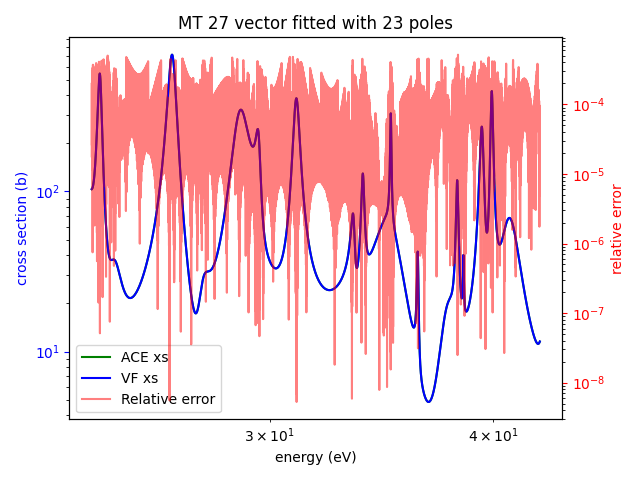 MT 27 vector fitted with 23 poles
cross section (b)
10²
10¹
ACE xs
VF xs
Relative error
3 × 10¹
4 × 10¹
energy (eV)
10⁻⁴
10⁻⁵
10⁻⁶
10⁻⁷
10⁻⁸
relative error